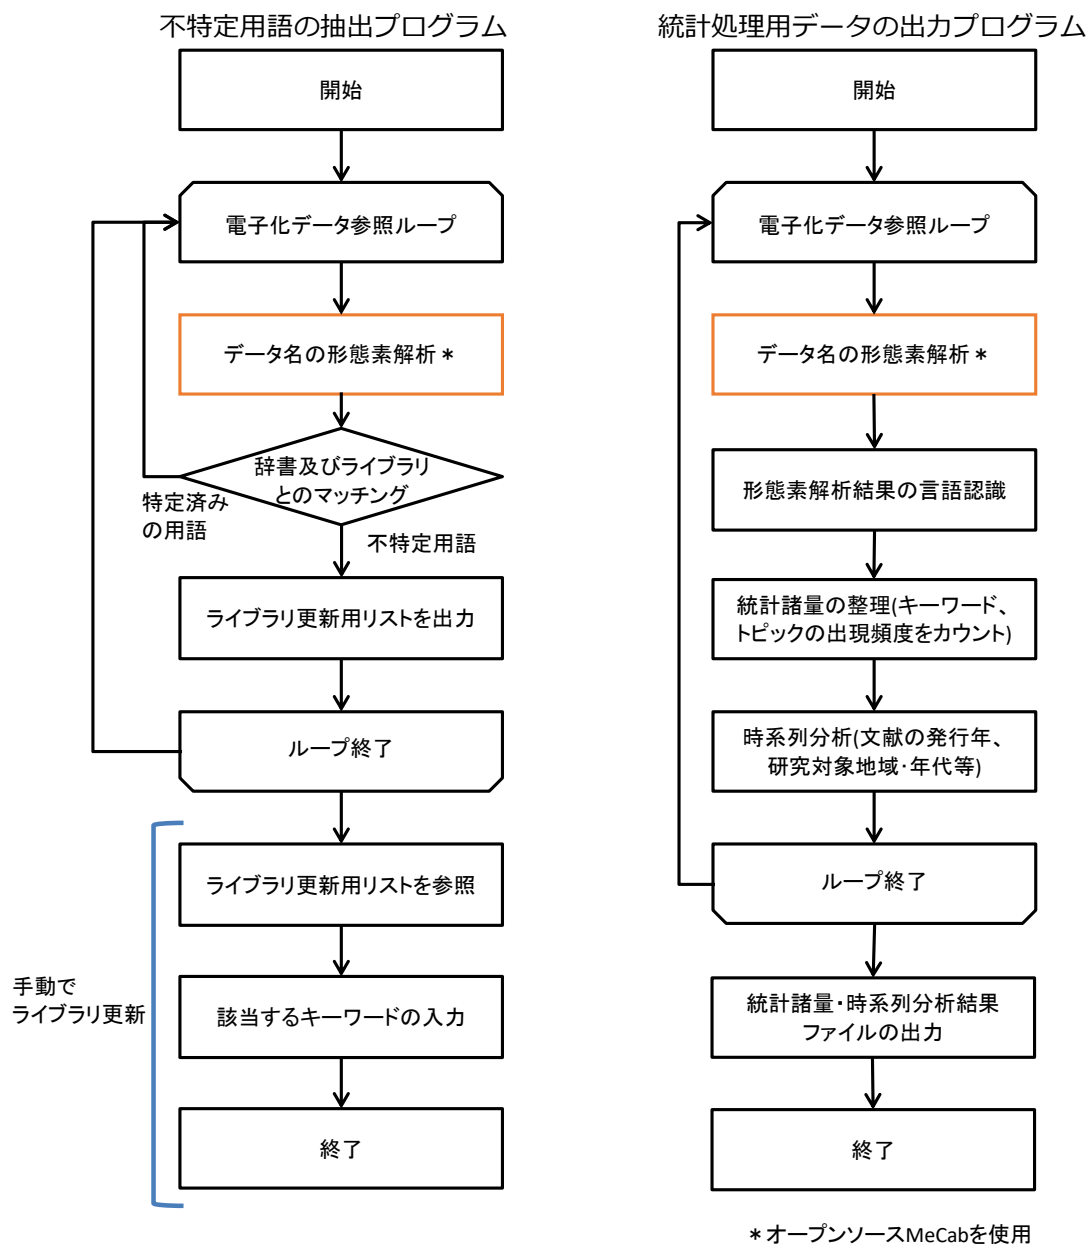 不特定用語の抽出プログラム
開始
電子化データ参照ループ
データ名の形態素解析＊
辞書及びライブラリ
とのマッチング
特定済み
の用語
不特定用語
ライブラリ更新用リストを出力
ループ終了
手動で
ライブラリ更新
ライブラリ更新用リストを参照
該当するキーワードの入力
終了
統計処理用データの出力プログラム
開始
電子化データ参照ループ
データ名の形態素解析＊
形態素解析結果の言語認識
統計諸量の整理(キーワード、
トピックの出現頻度をカウント)
時系列分析(文献の発行年、
研究対象地域・年代等)
ループ終了
統計諸量・時系列分析結果
ファイルの出力
終了
＊オープンソースMeCabを使用